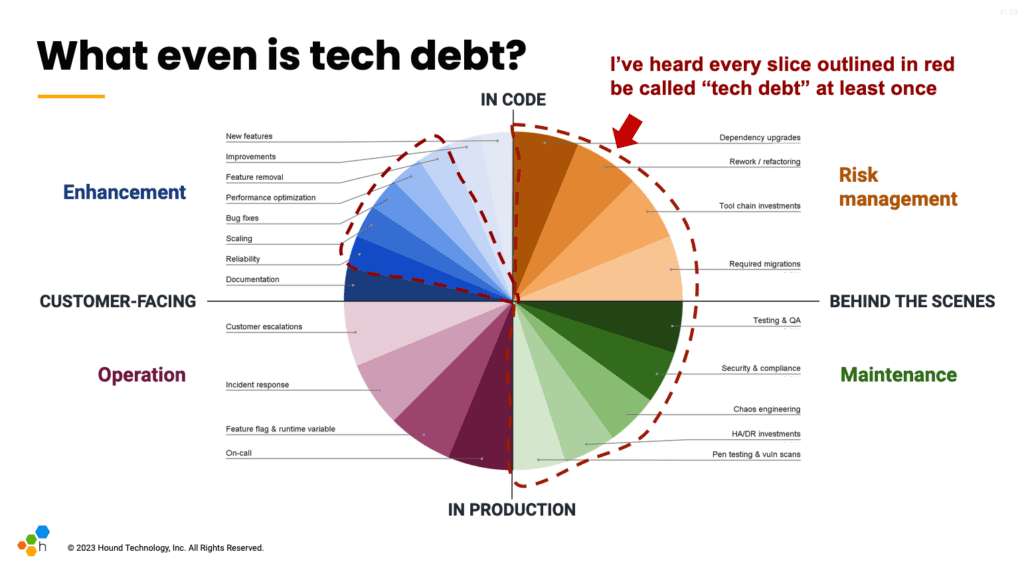 What even is tech debt?
I've heard every slice outlined in red
be called “tech debt” at least once
IN CODE
New features
Improvements
Feature removal
Performance optimization
Bug fixes
Scaling
Reliability
Documentation
Enhancement
Dependency upgrades
Rework / refactoring
Tool chain investments
Required migrations
Risk
management
CUSTOMER-FACING
BEHIND THE SCENES
Customer escalations
Incident response
Feature flag & runtime variable
On-call
Operation
Testing & QA
Security & compliance
Chaos engineering
HA/DR investments
Pen testing & vuln scans
Maintenance
IN PRODUCTION
h
© 2023 Hound Technology, Inc. All Rights Reserved.